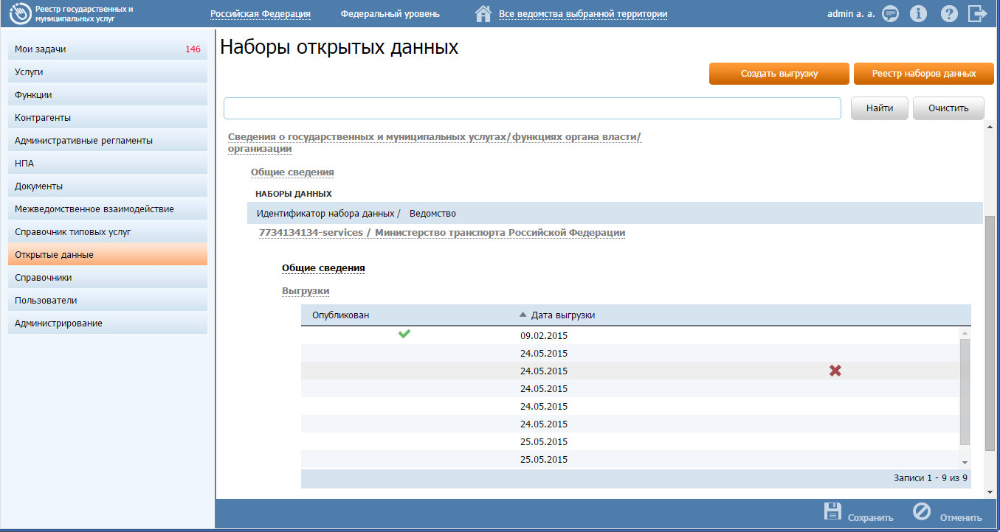 Реестр государственных и
муниципальных услуг
Российская Федерация
Федеральный уровень
Все ведомства выбранной территории
admin a. a.
Мои задачи 146
Услуги
Функции
Контрагенты
Административные регламенты
НПА
Документы
Межведомственное взаимодействие
Справочник типовых услуг
Открытые данные
Справочники
Пользователи
Администрирование
Наборы открытых данных
Создать выгрузку
Реестр наборов данных
Найти
Очистить
Сведения о государственных и муниципальных услугах/функциях органа власти/
организации
Общие сведения
НАБОРЫ ДАННЫХ
Идентификатор набора данных / Ведомство
7734134134-services / Министерство транспорта Российской Федерации
Общие сведения
Выгрузки
Опубликован Дата выгрузки
09.02.2015
24.05.2015
24.05.2015
24.05.2015
24.05.2015
24.05.2015
25.05.2015
25.05.2015
Записи 1 - 9 из 9
Сохранить
Отменить